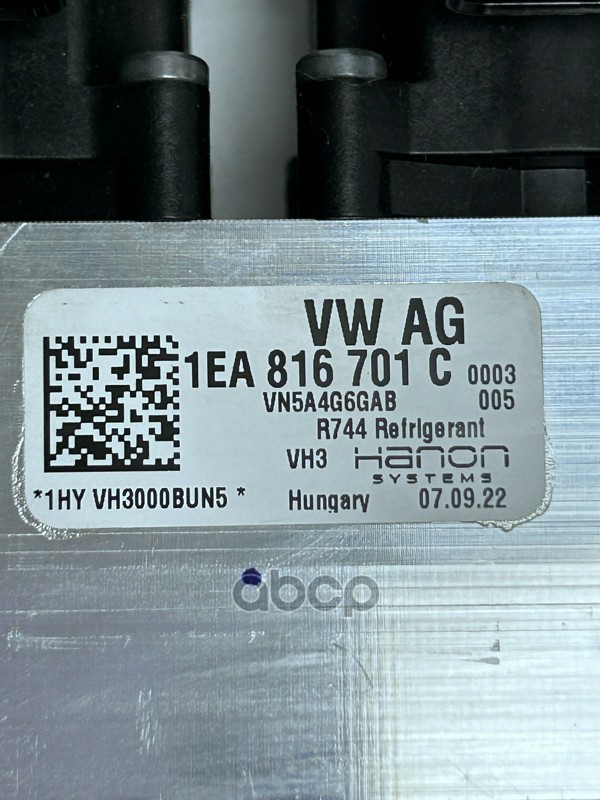 VW AG
1EA 816 701 C 0003
VN5A4G6GAB 005
R744 Refrigerant
VH3 Hanon
SYSTEMS
*1HY VH3000BUN5 * Hungary 07.09.22
abcp